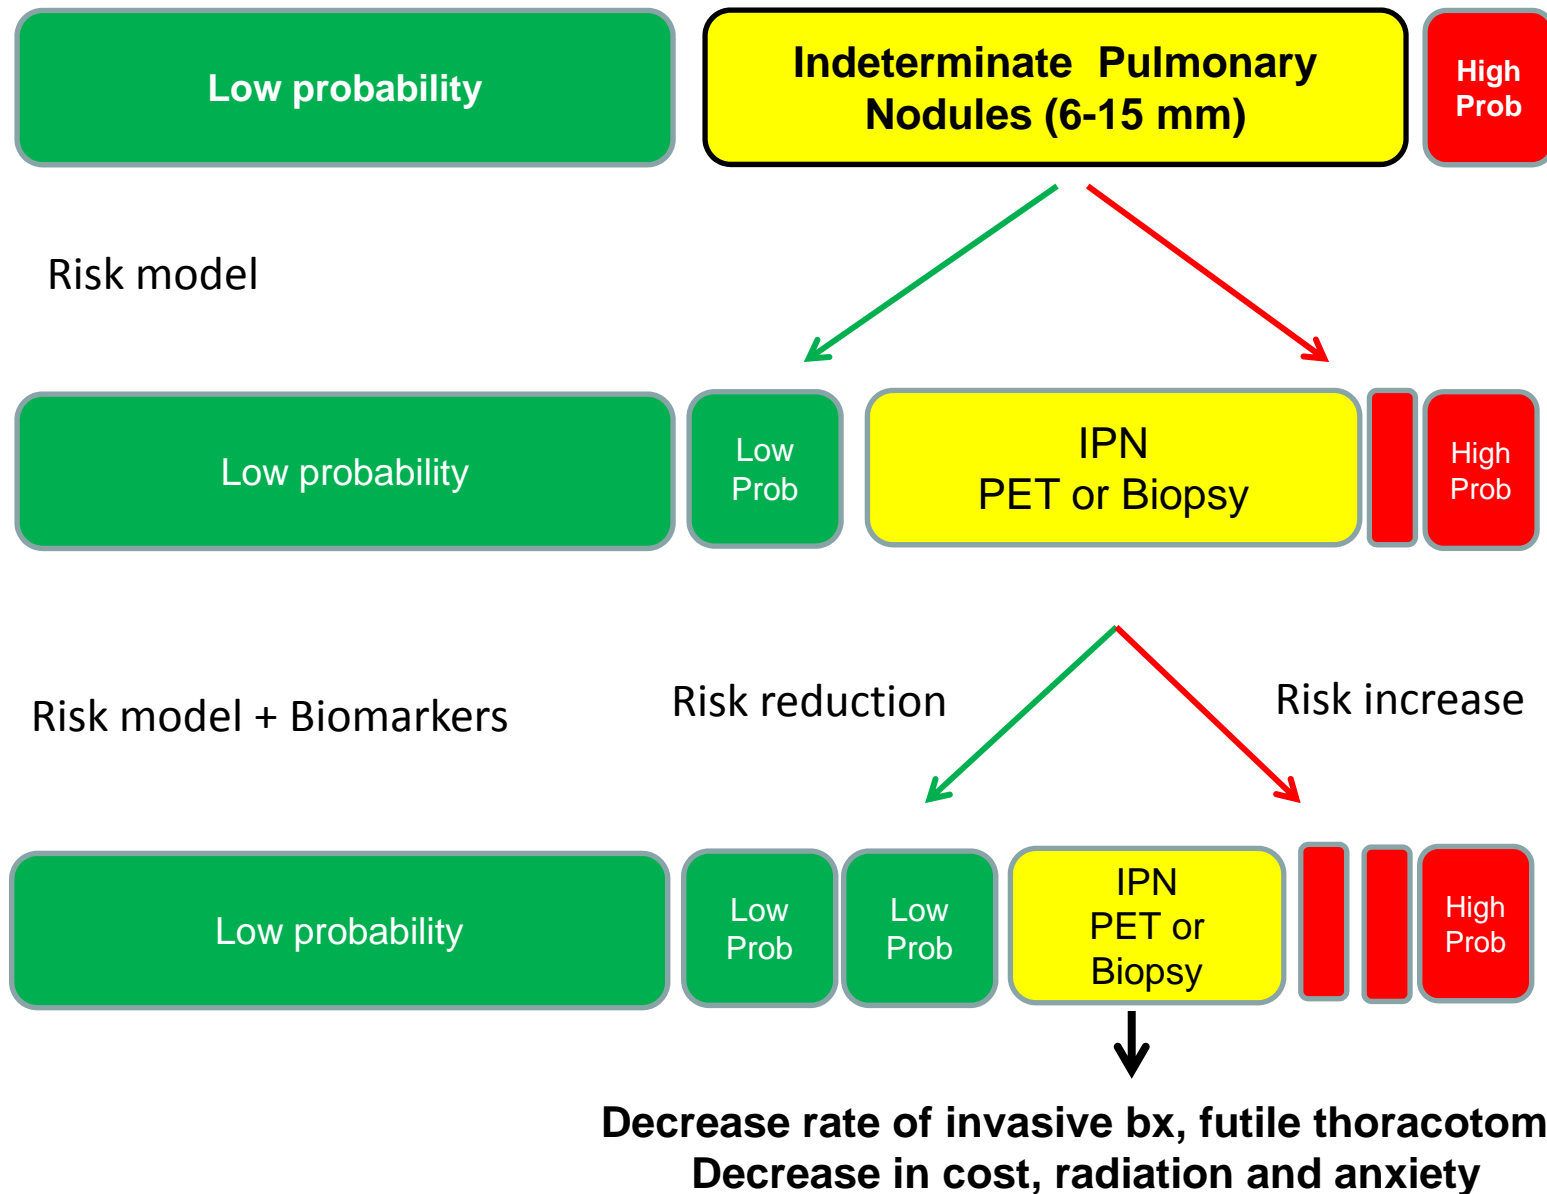 Low probability
Indeterminate Pulmonary
Nodules (6-15 mm)
High
Prob
Risk model
Low probability
Low
Prob
IPN
PET or Biopsy
High
Prob
Risk model + Biomarkers
Risk reduction
Risk increase
Low probability
Low
Prob
Low
Prob
IPN
PET or
Biopsy
High
Prob
Decrease rate of invasive bx, futile thoracotom
Decrease in cost, radiation and anxiety